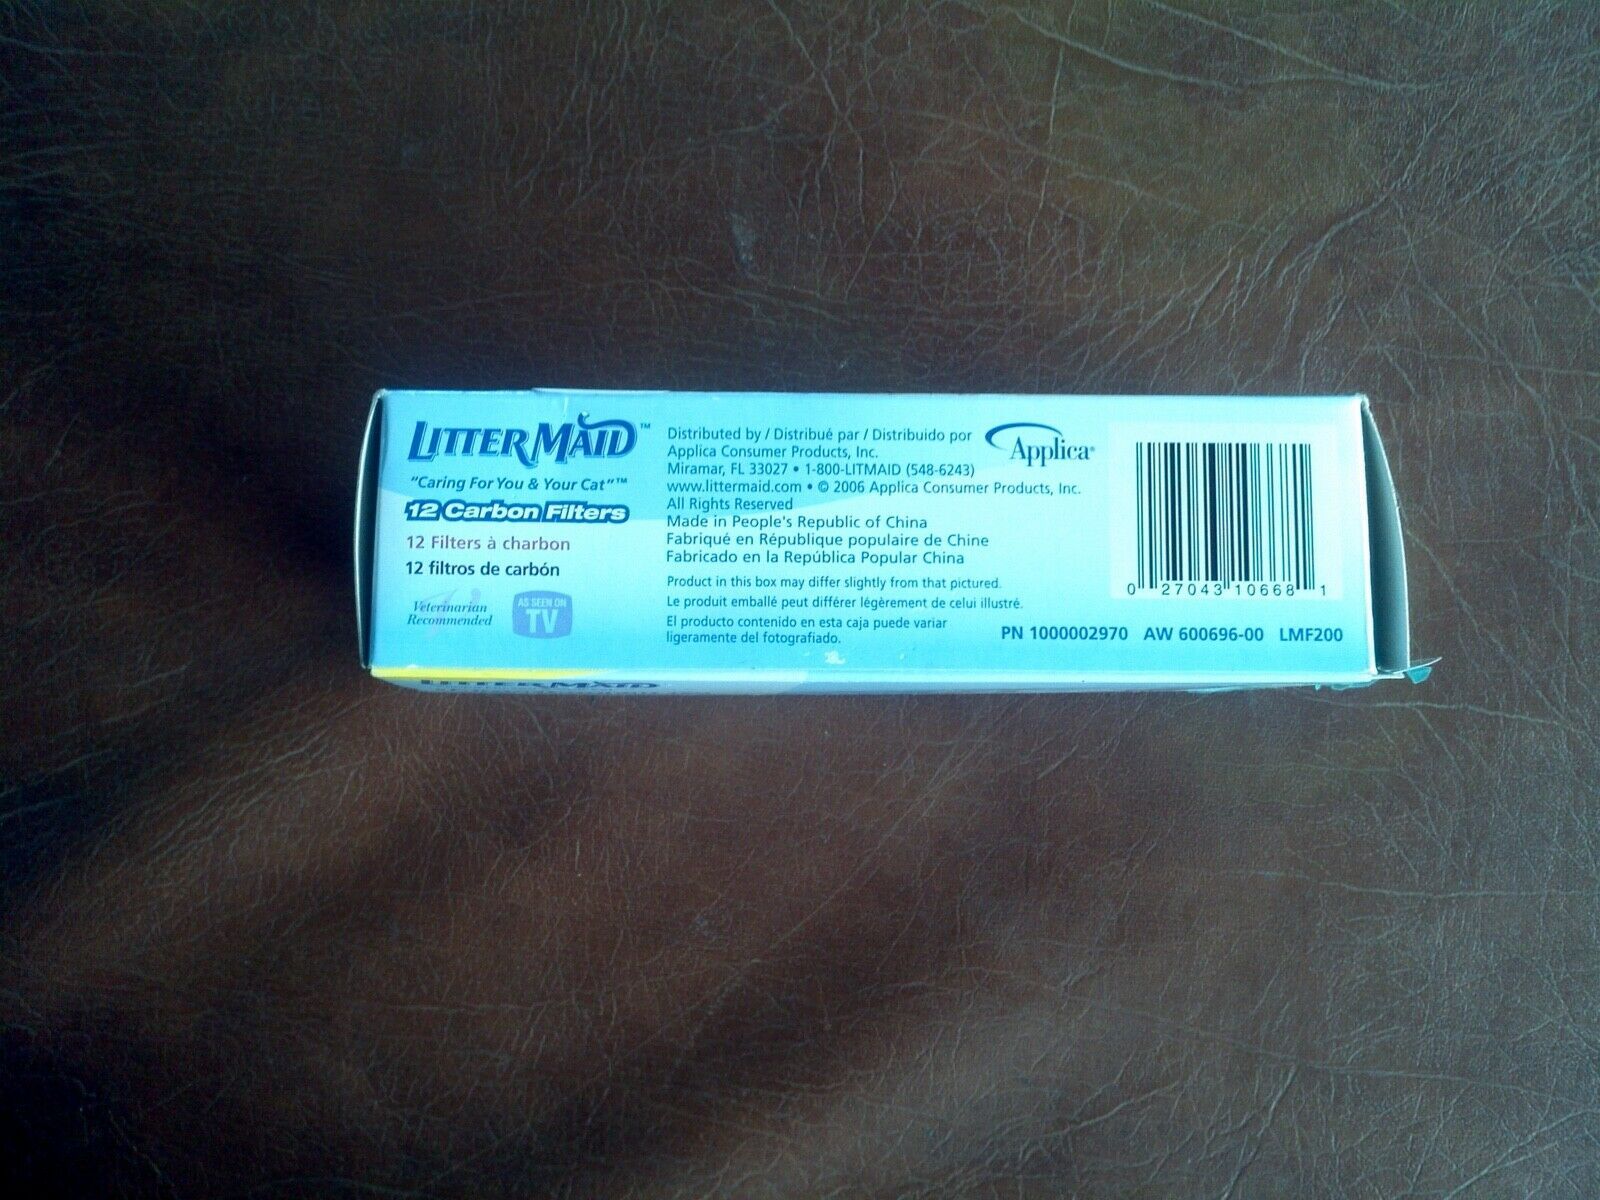 LITTERMAID™
"Caring For You & Your Cat"™
12 Carbon Filters
12 Filters à charbon
12 filtros de carbón
Veterinarian
Recommended
AS SEEN ON
TV
Distributed by / Distribué par / Distribuido por
Applica Consumer Products, Inc.
Miramar, FL 33027 • 1-800-LITMAID (548-6243)
www.littermaid.com • © 2006 Applica Consumer Products, Inc.
All Rights Reserved
Made in People's Republic of China
Fabriqué en République populaire de Chine
Fabricado en la República Popular China
Product in this box may differ slightly from that pictured.
Le produit emballé peut différer légèrement de celui illustré.
El producto contenido en esta caja puede variar
ligeramente del fotografiado.
Applica®
0 27043 10668 1
PN 1000002970 AW 600696-00 LMF200
LITTERMAID